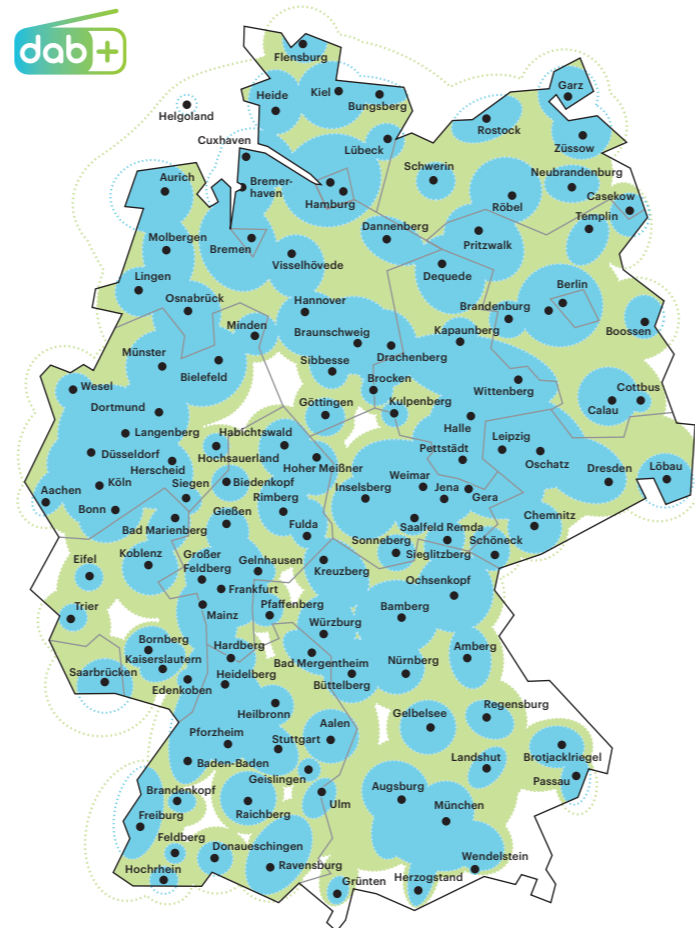 dab+
Flensburg
Heide
Kiel
Bungsberg
Garz
Helgoland
Rostock
Cuxhaven
Lübeck
Züssow
Schwerin
Aurich
Bremer-
haven
Neubrandenburg
Hamburg
Röbel
Casekow
Templin
Dannenberg
Molbergen
Bremen
Pritzwalk
Visselhövede
Lingen
Dequede
Berlin
Osnabrück
Hannover
Brandenburg
Minden
Braunschweig
Kapaunberg
Boossen
Münster
Bielefeld
Sibbesse
Drachenberg
Brocken
Wesel
Wittenberg
Cottbus
Göttingen
Kulpenberg
Dortmund
Calau
Halle
Langenberg
Habichtswald
Leipzig
Hochsauerland
Pettstädt
Düsseldorf
Herscheid
Hoher Meißner
Oschatz
Köln
Siegen
Biedenkopf
Weimar
Dresden
Löbau
Aachen
Rimberg
Inselsberg
Jena
Gera
Bonn
Gießen
Chemnitz
Bad Marienberg
Fulda
Saalfeld Remda
Sonneberg
Schöneck
Koblenz
Großer
Feldberg
Gelnhausen
Sieglitzberg
Eifel
Kreuzberg
Ochsenkopf
Frankfurt
Trier
Mainz
Pfaffenberg
Bamberg
Würzburg
Bornberg
Hardberg
Amberg
Kaiserslautern
Bad Mergentheim
Nürnberg
Saarbrücken
Heidelberg
Edenkoben
Büttelberg
Regensburg
Heilbronn
Gelbelsee
Aalen
Pforzheim
Stuttgart
Brotjacklriegel
Landshut
Baden-Baden
Geislingen
Passau
Brandenkopf
Augsburg
Ulm
München
Freiburg
Raichberg
Feldberg
Donaueschingen
Wendelstein
Hochrhein
Ravensburg
Herzogstand
Grünten